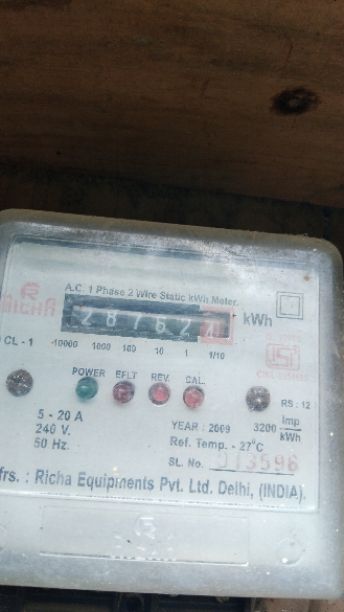 A.C. 1 Phase 2 Wire Static kWh Meter.
RICHA
28762 kWh
CL - 1 10000 1000 100 10 1 1/10
ISI
POWER EFLT REV. CAL.
RS : 12
5 - 20 A
240 V.
50 Hz.
YEAR : 2009 3200 Imp/kWh
Ref. Temp. - 27°C
SL. No. 013596
frs. : Richa Equipments Pvt. Ltd. Delhi, (INDIA).